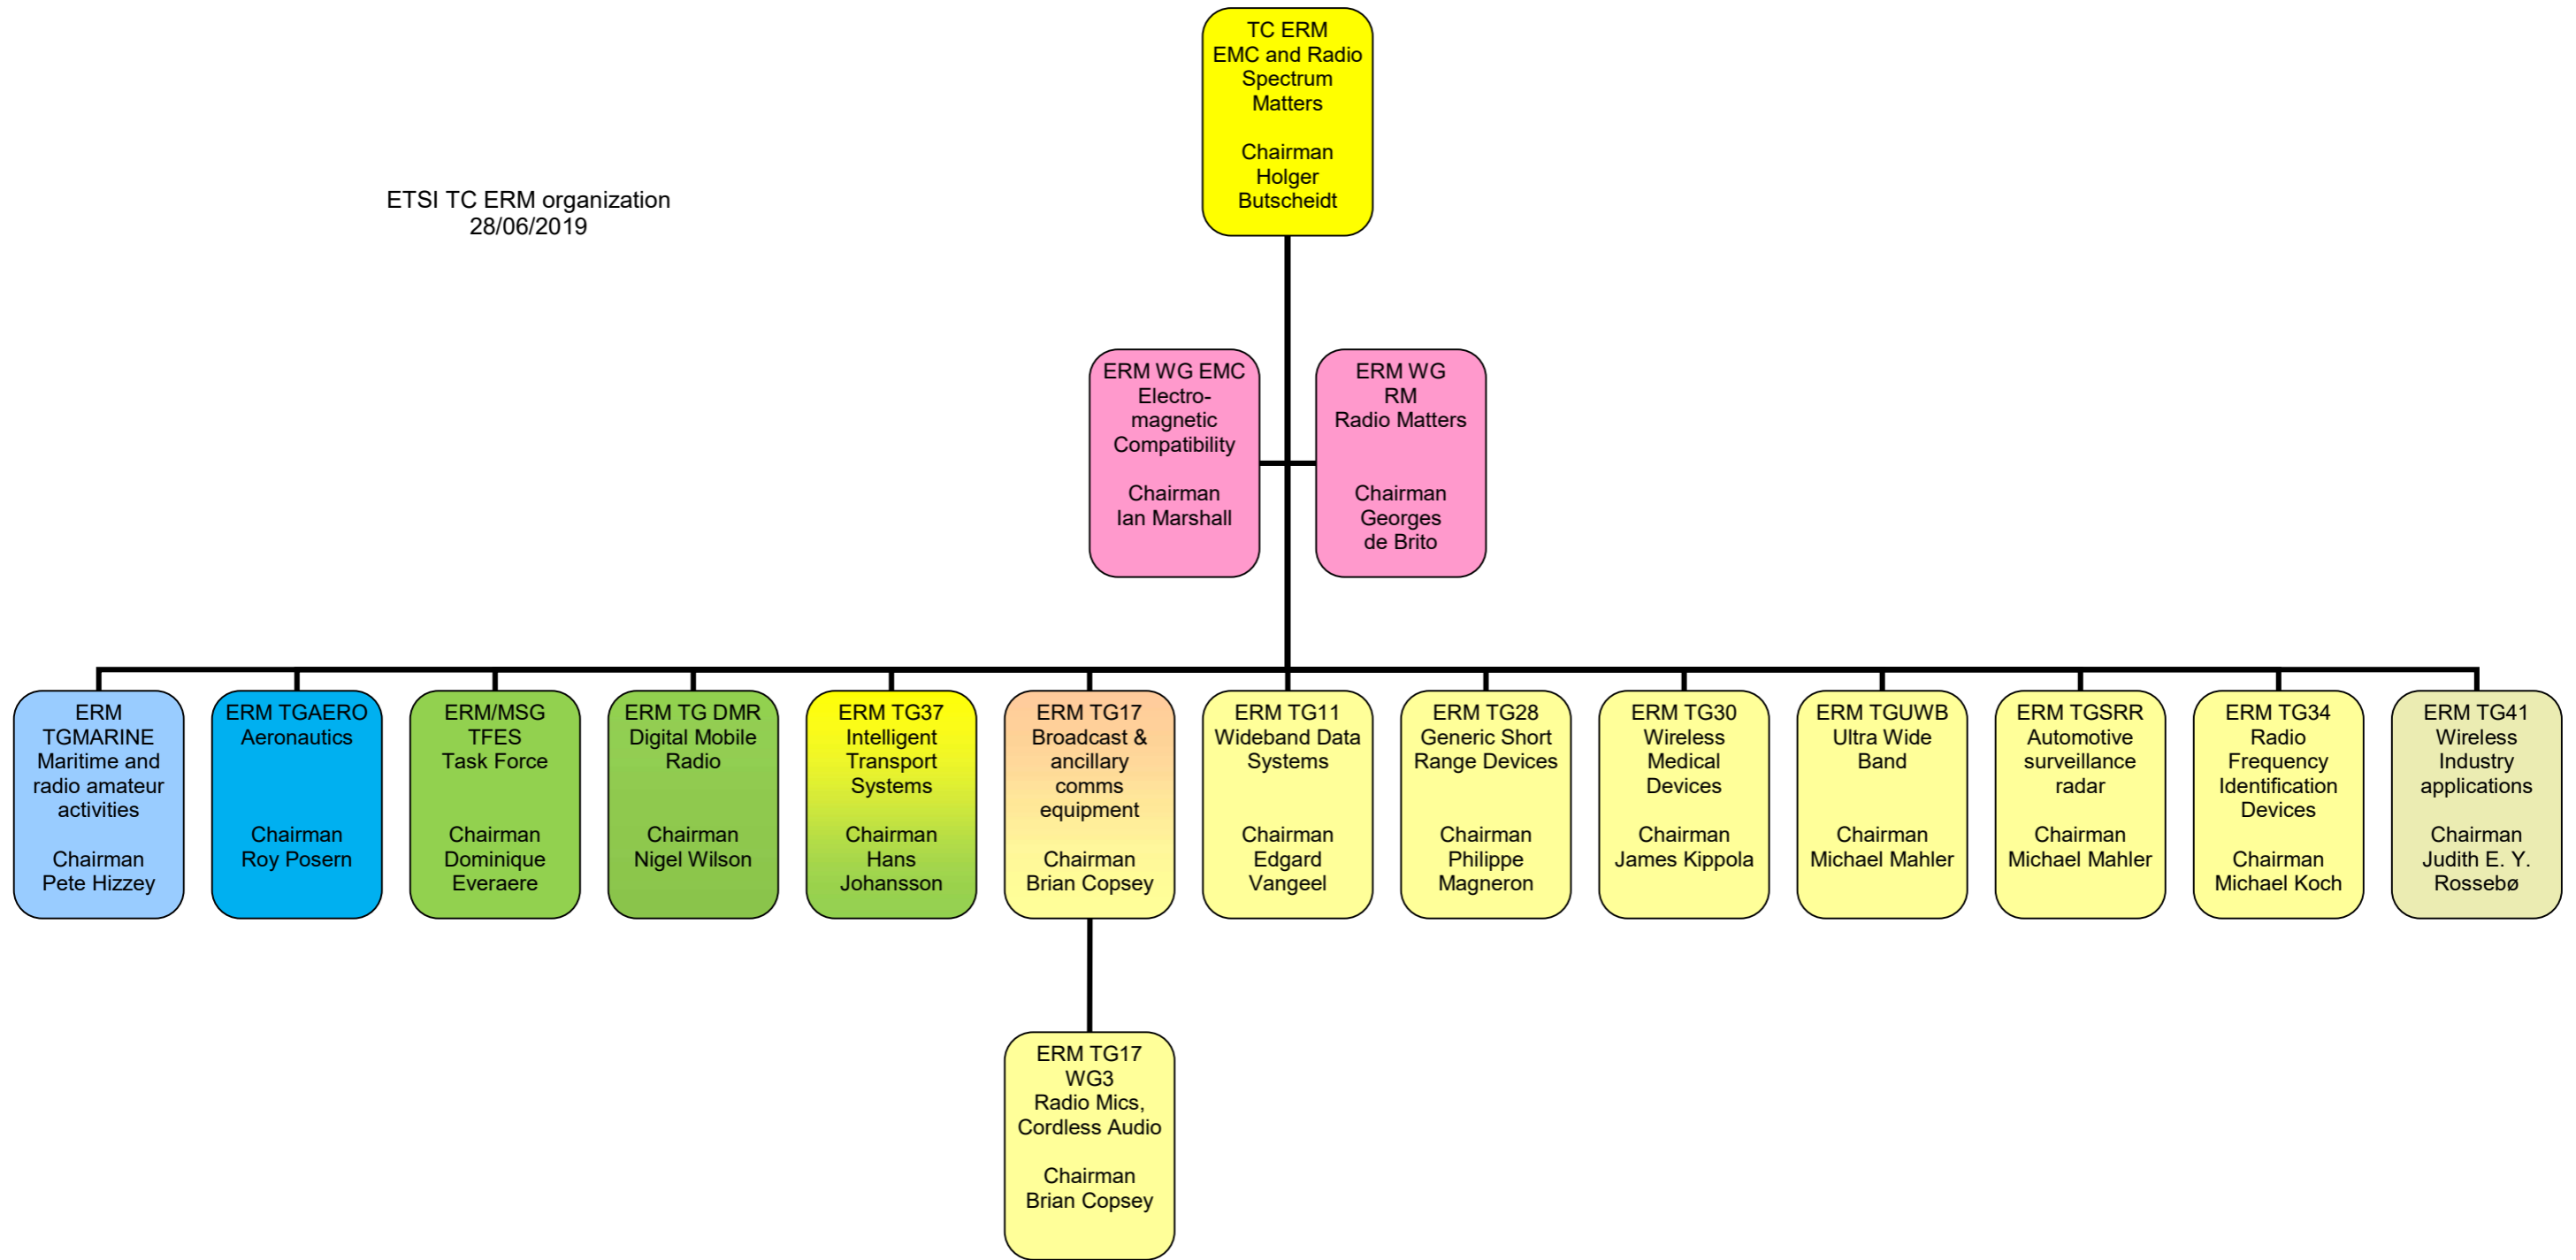 TC ERM
EMC and Radio
Spectrum
Matters
Chairman
Holger
Butscheidt
ETSI TC ERM organization
28/06/2019
ERM WG EMC
Electro-
magnetic
Compatibility
Chairman
Ian Marshall
ERM WG
RM
Radio Matters
Chairman
Georges
de Brito
ERM
TGMARINE
Maritime and
radio amateur
activities
Chairman
Pete Hizzey
ERM TGAERO
Aeronautics
Chairman
Roy Posern
ERM/MSG
TFES
Task Force
Chairman
Dominique
Everaere
ERM TG DMR
Digital Mobile
Radio
Chairman
Nigel Wilson
ERM TG37
Intelligent
Transport
Systems
Chairman
Hans
Johansson
ERM TG17
Broadcast &
ancillary
comms
equipment
Chairman
Brian Copsey
ERM TG11
Wideband Data
Systems
Chairman
Edgard
Vangeel
ERM TG28
Generic Short
Range Devices
Chairman
Philippe
Magneron
ERM TG30
Wireless
Medical
Devices
Chairman
James Kippola
ERM TGUWB
Ultra Wide
Band
Chairman
Michael Mahler
ERM TGSRR
Automotive
surveillance
radar
Chairman
Michael Mahler
ERM TG34
Radio
Frequency
Identification
Devices
Chairman
Michael Koch
ERM TG41
Wireless
Industry
applications
Chairman
Judith E. Y.
Rossebø
ERM TG17
WG3
Radio Mics,
Cordless Audio
Chairman
Brian Copsey